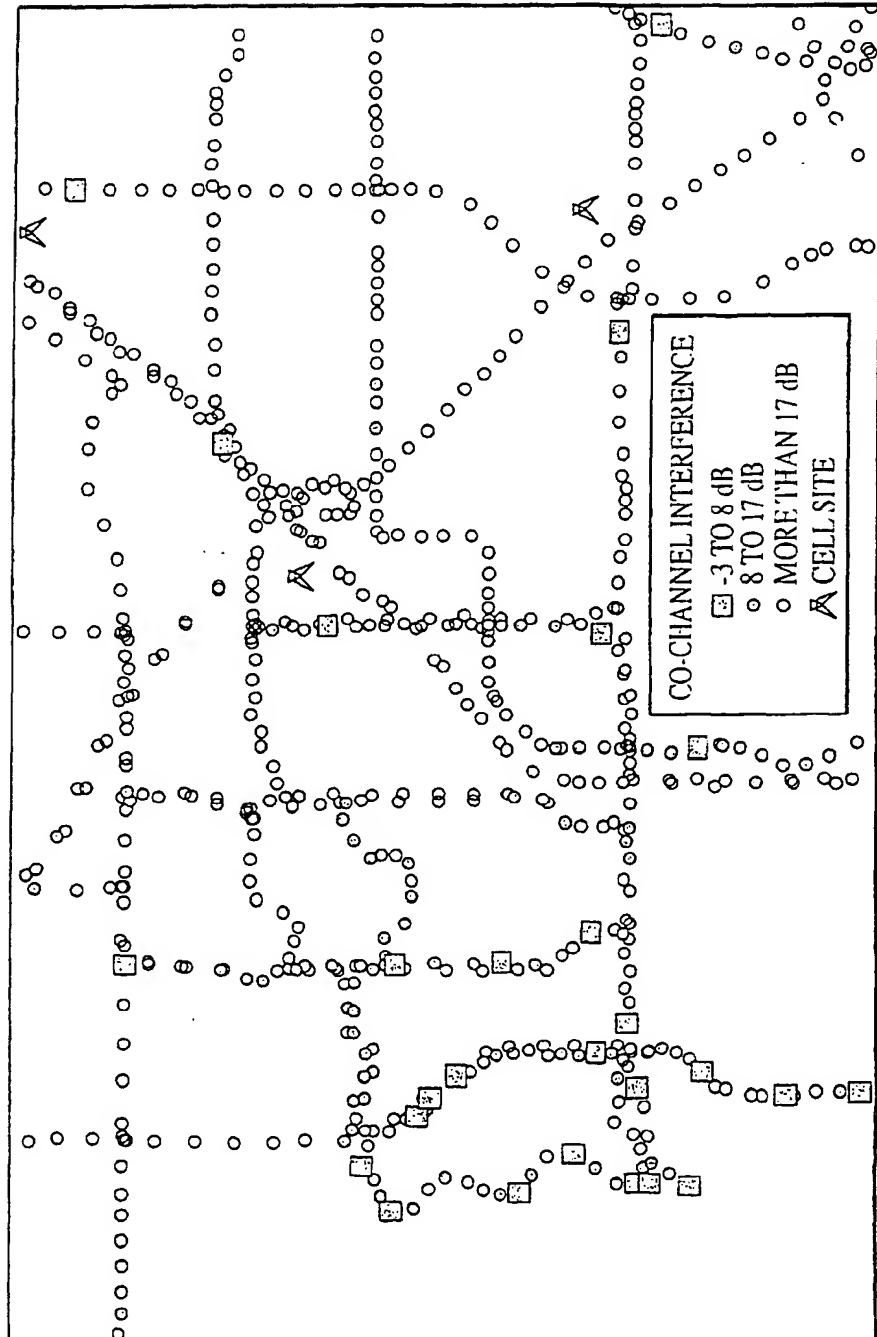 CO-CHANNEL INTERFERENCE
-3 TO 8 dB
8 TO 17 dB
MORE THAN 17 dB
CELL SITE